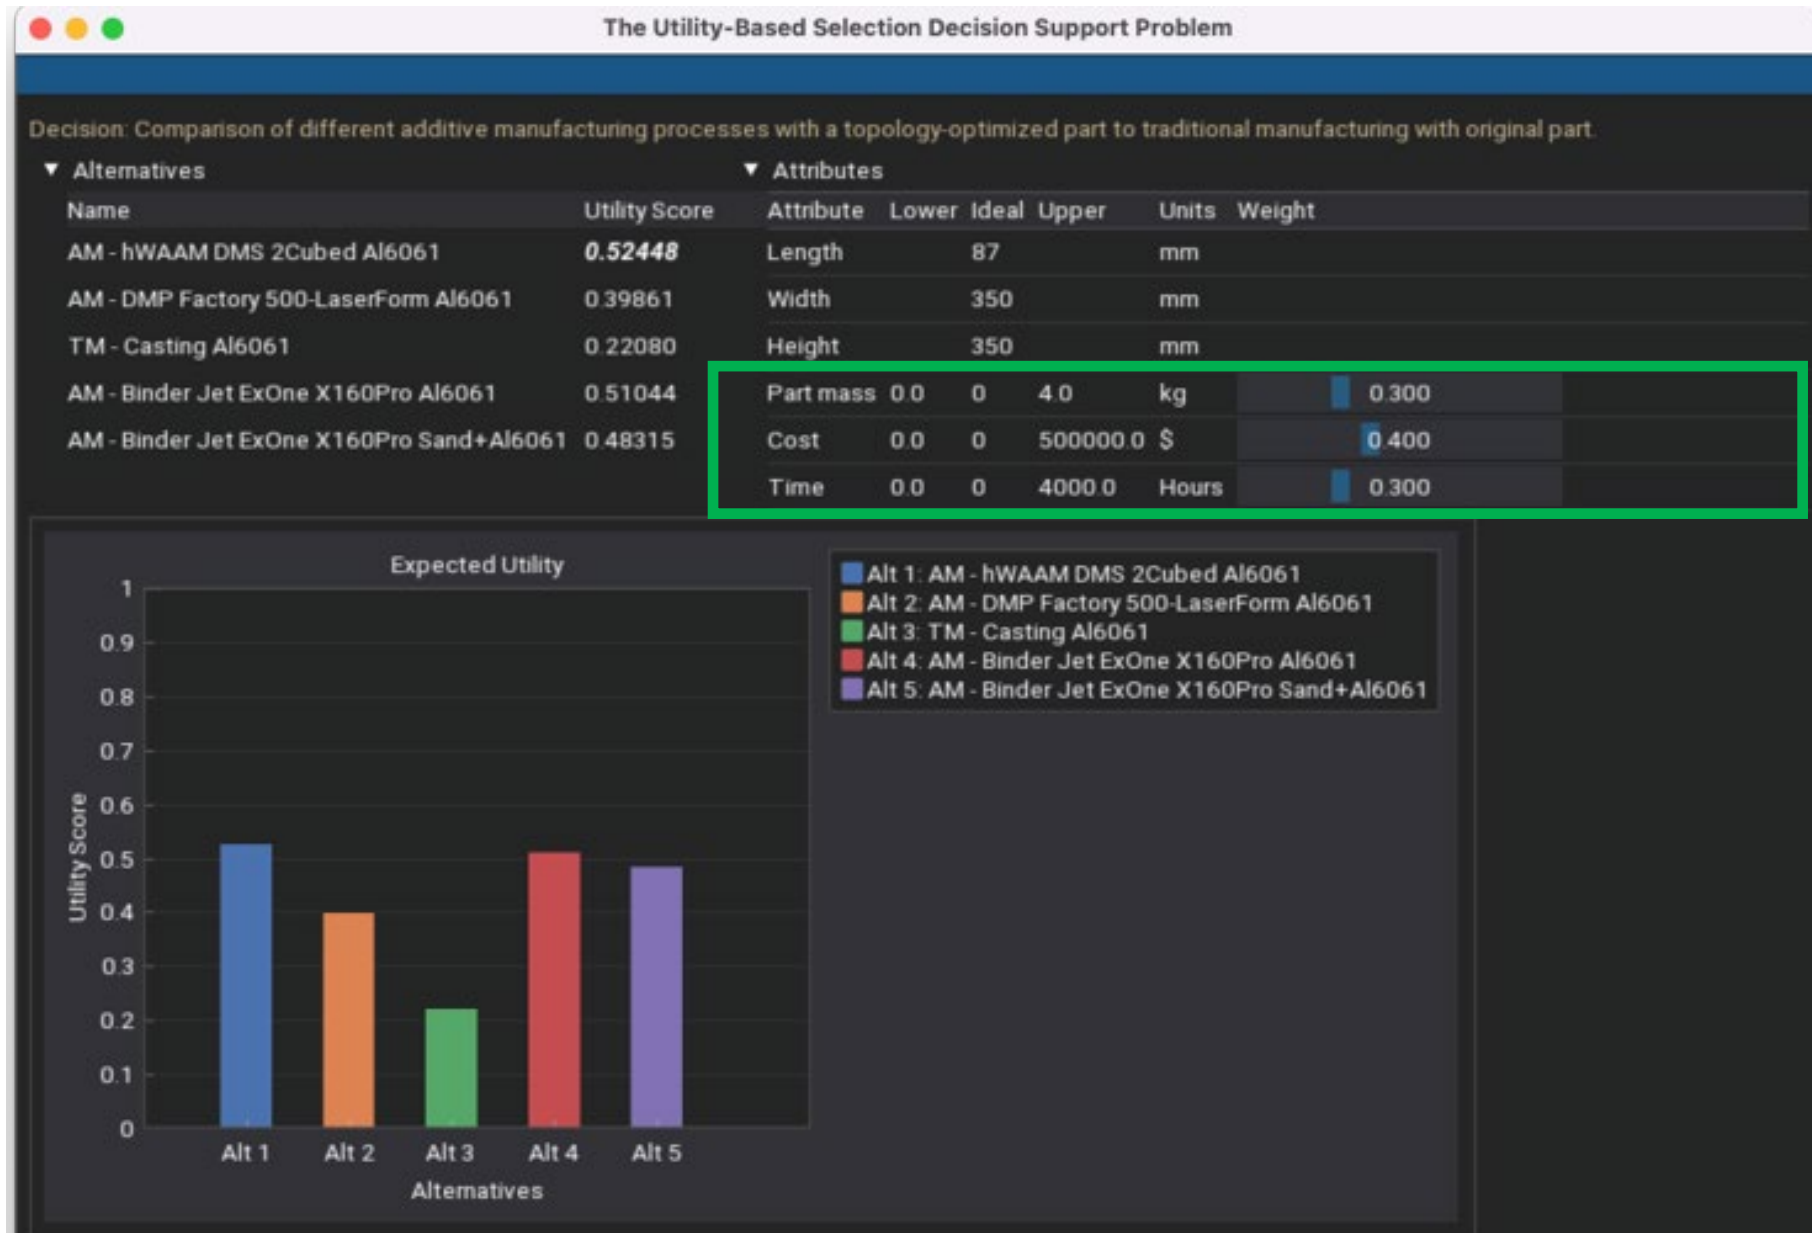 The Utility-Based Selection Decision Support Problem
Decision: Comparison of different additive manufacturing processes with a topology-optimized part to traditional manufacturing with original part.
Alternatives
Name Utility Score
AM - hWAAM DMS 2Cubed Al6061 0.52448
AM - DMP Factory 500-LaserForm Al6061 0.39861
TM - Casting Al6061 0.22080
AM - Binder Jet ExOne X160Pro Al6061 0.51044
AM - Binder Jet ExOne X160Pro Sand+Al6061 0.48315
Attributes
Attribute Lower Ideal Upper Units Weight
Length 87 mm
Width 350 mm
Height 350 mm
Part mass 0.0 0 4.0 kg 0.300
Cost 0.0 0 500000.0 $ 0.400
Time 0.0 0 4000.0 Hours 0.300
Expected Utility
1
0.9
0.8
0.7
0.6
0.5
0.4
0.3
0.2
0.1
0
Utility Score
Alt 1 Alt 2 Alt 3 Alt 4 Alt 5
Alternatives
Alt 1: AM - hWAAM DMS 2Cubed Al6061
Alt 2: AM - DMP Factory 500-LaserForm Al6061
Alt 3: TM - Casting Al6061
Alt 4: AM - Binder Jet ExOne X160Pro Al6061
Alt 5: AM - Binder Jet ExOne X160Pro Sand+Al6061